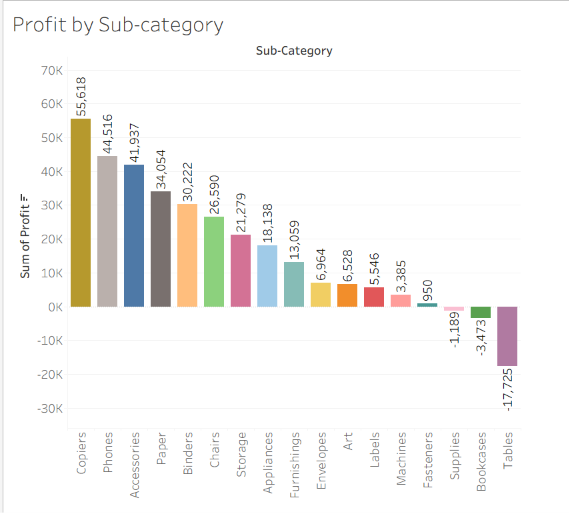 Profit by Sub-category
Sub-Category
70K
60K
50K
40K
30K
20K
10K
0K
-10K
-20K
-30K
Sum of Profit
55,618
44,516
41,937
34,054
30,222
26,590
21,279
18,138
13,059
6,964
6,528
5,546
3,385
950
-1,189
-3,473
-17,725
Copiers
Phones
Accessories
Paper
Binders
Chairs
Storage
Appliances
Furnishings
Envelopes
Art
Labels
Machines
Fasteners
Supplies
Bookcases
Tables